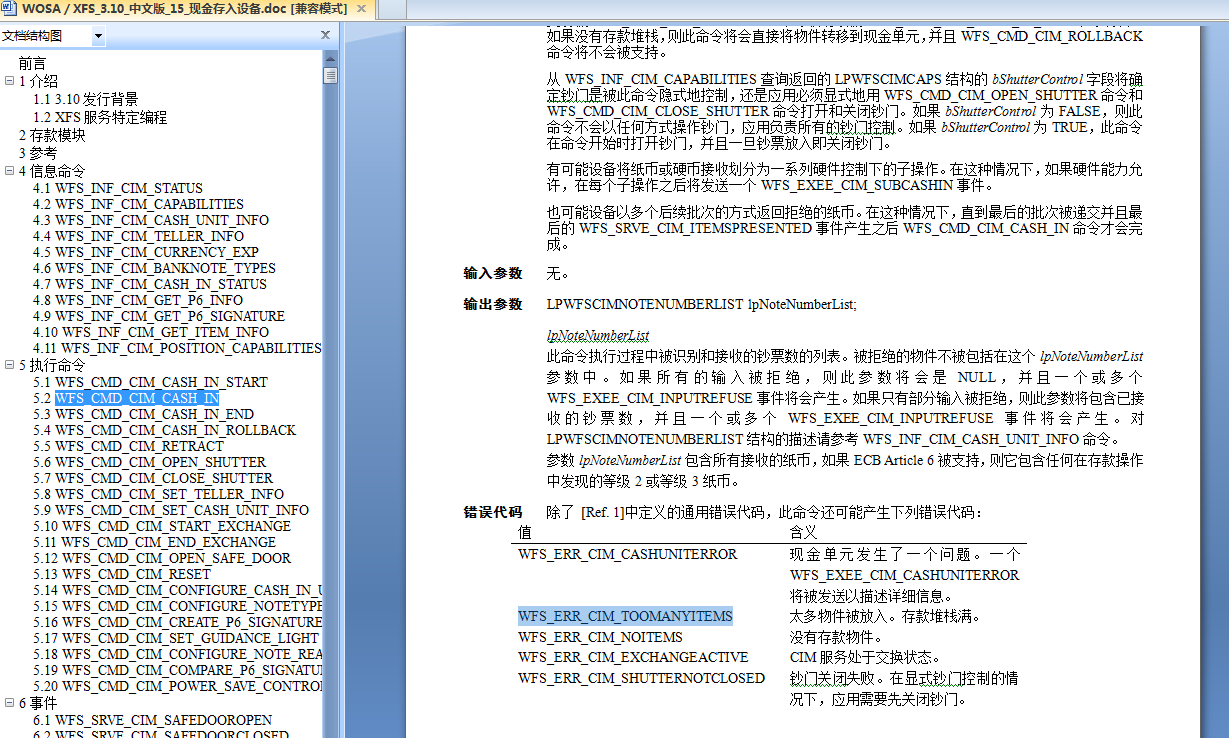 WOSA / XFS_3.10_中文版_15_现金存入设备.doc [兼容模式]
文档结构图
前言
1 介绍
1.1 3.10 发行背景
1.2 XFS 服务特定编程
2 存款模块
3 参考
4 信息命令
4.1 WFS_INF_CIM_STATUS
4.2 WFS_INF_CIM_CAPABILITIES
4.3 WFS_INF_CIM_CASH_UNIT_INFO
4.4 WFS_INF_CIM_TELLER_INFO
4.5 WFS_INF_CIM_CURRENCY_EXP
4.6 WFS_INF_CIM_BANKNOTE_TYPES
4.7 WFS_INF_CIM_CASH_IN_STATUS
4.8 WFS_INF_CIM_GET_P6_INFO
4.9 WFS_INF_CIM_GET_P6_SIGNATURE
4.10 WFS_INF_CIM_GET_ITEM_INFO
4.11 WFS_INF_CIM_POSITION_CAPABILITIES
5 执行命令
5.1 WFS_CMD_CIM_CASH_IN_START
5.2 WFS_CMD_CIM_CASH_IN
5.3 WFS_CMD_CIM_CASH_IN_END
5.4 WFS_CMD_CIM_CASH_IN_ROLLBACK
5.5 WFS_CMD_CIM_RETRACT
5.6 WFS_CMD_CIM_OPEN_SHUTTER
5.7 WFS_CMD_CIM_CLOSE_SHUTTER
5.8 WFS_CMD_CIM_SET_TELLER_INFO
5.9 WFS_CMD_CIM_SET_CASH_UNIT_INFO
5.10 WFS_CMD_CIM_START_EXCHANGE
5.11 WFS_CMD_CIM_END_EXCHANGE
5.12 WFS_CMD_CIM_OPEN_SAFE_DOOR
5.13 WFS_CMD_CIM_RESET
5.14 WFS_CMD_CIM_CONFIGURE_CASH_IN_U
5.15 WFS_CMD_CIM_CONFIGURE_NOTETYPE
5.16 WFS_CMD_CIM_CREATE_P6_SIGNATURE
5.17 WFS_CMD_CIM_SET_GUIDANCE_LIGHT
5.18 WFS_CMD_CIM_CONFIGURE_NOTE_REA
5.19 WFS_CMD_CIM_COMPARE_P6_SIGNATU
5.20 WFS_CMD_CIM_POWER_SAVE_CONTRO
6 事件
6.1 WFS_SRVE_CIM_SAFEDOOROPEN
6.2 WFS_SRVE_CIM_SAFEDOORCLOSED
如果没有存款堆栈，则此命令将会直接将物件转移到现金单元，并且 WFS_CMD_CIM_ROLLBACK
命令将不会被支持。
从 WFS_INF_CIM_CAPABILITIES 查询返回的 LPWFSCIMCAPS 结构的 bShutterControl 字段将确
定钞门是被此命令隐式地控制，还是应用必须显式地用 WFS_CMD_CIM_OPEN_SHUTTER 命令和
WFS_CMD_CIM_CLOSE_SHUTTER 命令打开和关闭钞门。如果 bShutterControl 为 FALSE，则此
命令不会以任何方式操作钞门，应用负责所有的钞门控制。如果 bShutterControl 为 TRUE，此命令
在命令开始时打开钞门，并且一旦钞票放入即关闭钞门。
有可能设备将纸币或硬币接收划分为一系列硬件控制下的子操作。在这种情况下，如果硬件能力允
许，在每个子操作之后将发送一个 WFS_EXEE_CIM_SUBCASHIN 事件。
也可能设备以多个后续批次的方式返回拒绝的纸币。在这种情况下，直到最后的批次被递交并且最
后的 WFS_SRVE_CIM_ITEMSPRESENTED 事件产生之后 WFS_CMD_CIM_CASH_IN 命令才会完
成。
输入参数 无。
输出参数 LPWFSCIMNOTENUMBERLIST lpNoteNumberList;
lpNoteNumberList
此命令执行过程中被识别和接收的钞票数的列表。被拒绝的物件不被包括在这个 lpNoteNumberList
参数中。如果所有的输入被拒绝，则此参数将会是 NULL，并且一个或多个
WFS_EXEE_CIM_INPUTREFUSE 事件将会产生。如果只有部分输入被拒绝，则此参数将包含已接
收的钞票数，并且一个或多个 WFS_EXEE_CIM_INPUTREFUSE 事件将会产生。对
LPWFSCIMNOTENUMBERLIST 结构的描述请参考 WFS_INF_CIM_CASH_UNIT_INFO 命令。
参数 lpNoteNumberList 包含所有接收的纸币，如果 ECB Article 6 被支持，则它包含任何在存款操作
中发现的等级 2 或等级 3 纸币。
错误代码 除了 [Ref. 1]中定义的通用错误代码，此命令还可能产生下列错误代码：
值 含义
WFS_ERR_CIM_CASHUNITERROR 现金单元发生了一个问题。一个
WFS_EXEE_CIM_CASHUNITERROR
将被发送以描述详细信息。
WFS_ERR_CIM_TOOMANYITEMS 太多物件被放入。存款堆栈满。
WFS_ERR_CIM_NOITEMS 没有存款物件。
WFS_ERR_CIM_EXCHANGEACTIVE CIM 服务处于交换状态。
WFS_ERR_CIM_SHUTTERNOTCLOSED 钞门关闭失败。在显式钞门控制的情
况下，应用需要先关闭钞门。